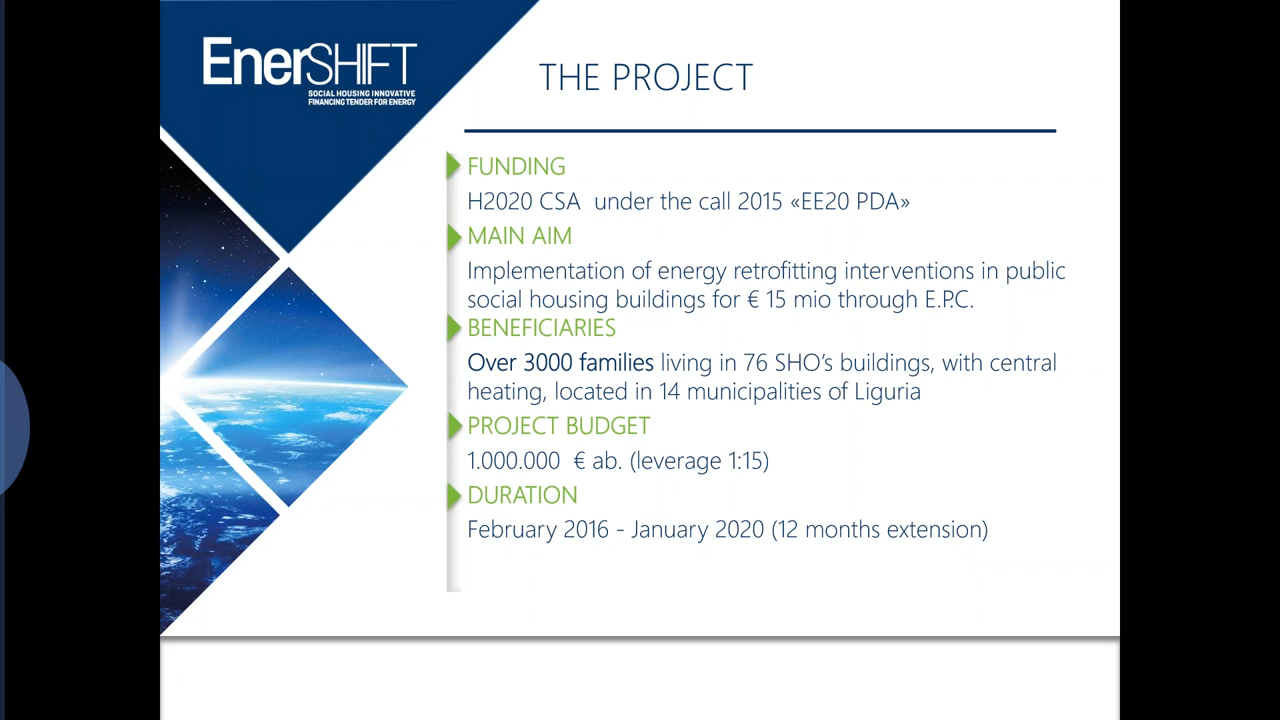 EnerSHIFT
SOCIAL HOUSING INNOVATIVE
FINANCING TENDER FOR ENERGY
THE PROJECT
FUNDING
H2020 CSA under the call 2015 «EE20 PDA»
MAIN AIM
Implementation of energy retrofitting interventions in public
social housing buildings for € 15 mio through E.P.C.
BENEFICIARIES
Over 3000 families living in 76 SHO’s buildings, with central
heating, located in 14 municipalities of Liguria
PROJECT BUDGET
1.000.000 € ab. (leverage 1:15)
DURATION
February 2016 - January 2020 (12 months extension)